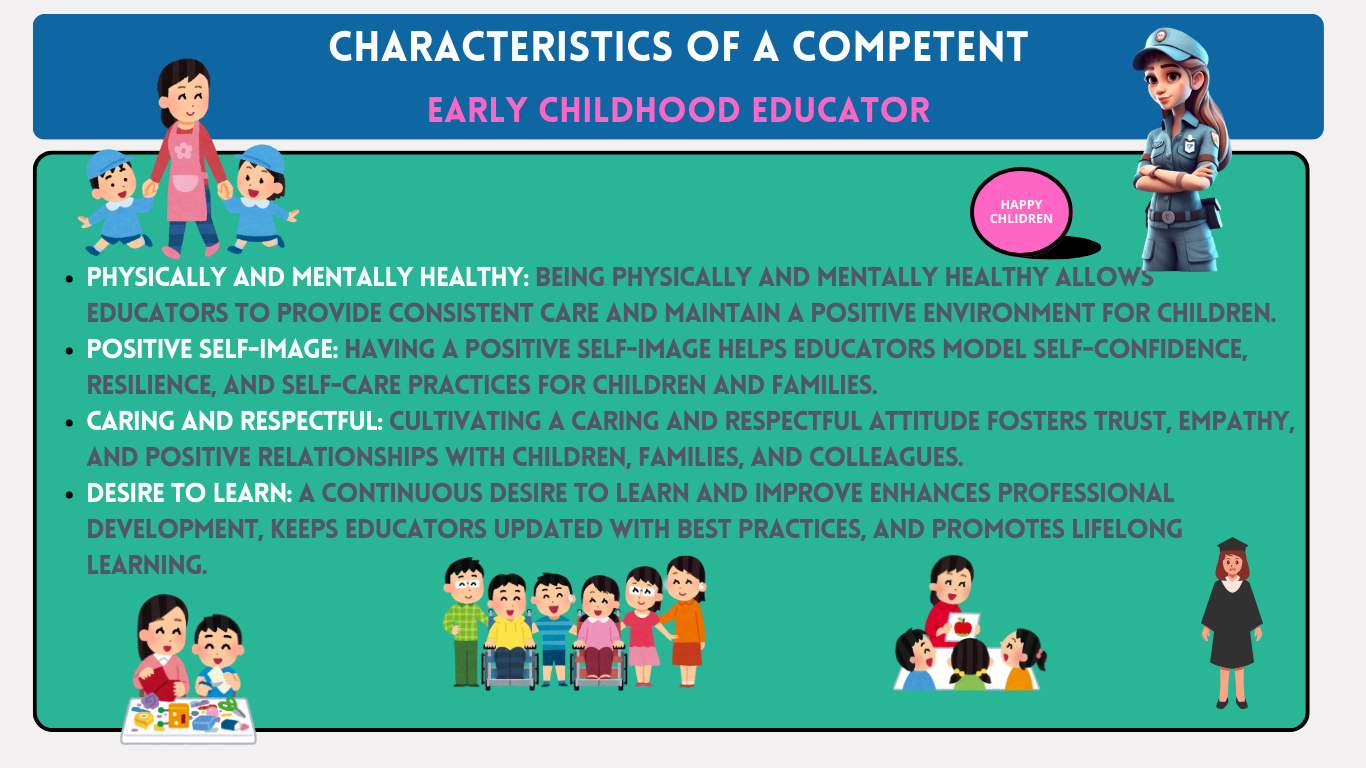 CHARACTERISTICS OF A COMPETENT
EARLY CHILDHOOD EDUCATOR
HAPPY
CHLIDREN
• PHYSICALLY AND MENTALLY HEALTHY: BEING PHYSICALLY AND MENTALLY HEALTHY ALLOWS
EDUCATORS TO PROVIDE CONSISTENT CARE AND MAINTAIN A POSITIVE ENVIRONMENT FOR CHILDREN.
• POSITIVE SELF-IMAGE: HAVING A POSITIVE SELF-IMAGE HELPS EDUCATORS MODEL SELF-CONFIDENCE,
RESILIENCE, AND SELF-CARE PRACTICES FOR CHILDREN AND FAMILIES.
• CARING AND RESPECTFUL: CULTIVATING A CARING AND RESPECTFUL ATTITUDE FOSTERS TRUST, EMPATHY,
AND POSITIVE RELATIONSHIPS WITH CHILDREN, FAMILIES, AND COLLEAGUES.
• DESIRE TO LEARN: A CONTINUOUS DESIRE TO LEARN AND IMPROVE ENHANCES PROFESSIONAL
DEVELOPMENT, KEEPS EDUCATORS UPDATED WITH BEST PRACTICES, AND PROMOTES LIFELONG
LEARNING.